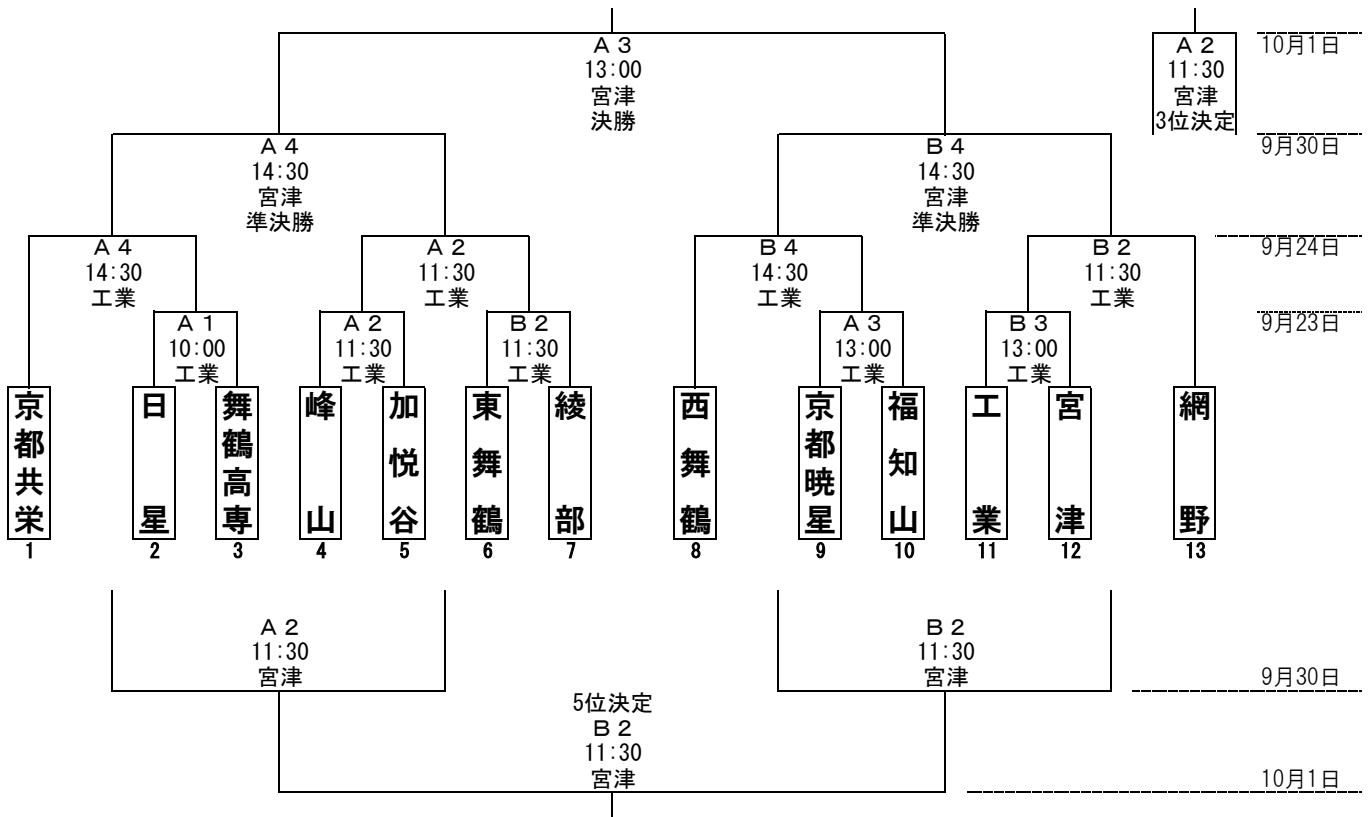 Ａ３
13:00
宮津
決勝
Ａ２
11:30
宮津
3位決定
10月1日
Ａ４
14:30
宮津
準決勝
Ｂ４
14:30
宮津
準決勝
9月30日
Ａ４
14:30
工業
Ａ２
11:30
工業
Ｂ４
14:30
工業
Ｂ２
11:30
工業
9月24日
Ａ１
10:00
工業
Ａ２
11:30
工業
Ｂ２
11:30
工業
Ａ３
13:00
工業
Ｂ３
13:00
工業
9月23日
京都共栄
日星
舞鶴高専
峰山
加悦谷
東舞鶴
綾部
西舞鶴
京都暁星
福知山
工業
宮津
網野
1 2 3 4 5 6 7 8 9 10 11 12 13
Ａ２
11:30
宮津
Ｂ２
11:30
宮津
9月30日
5位決定
Ｂ２
11:30
宮津
10月1日